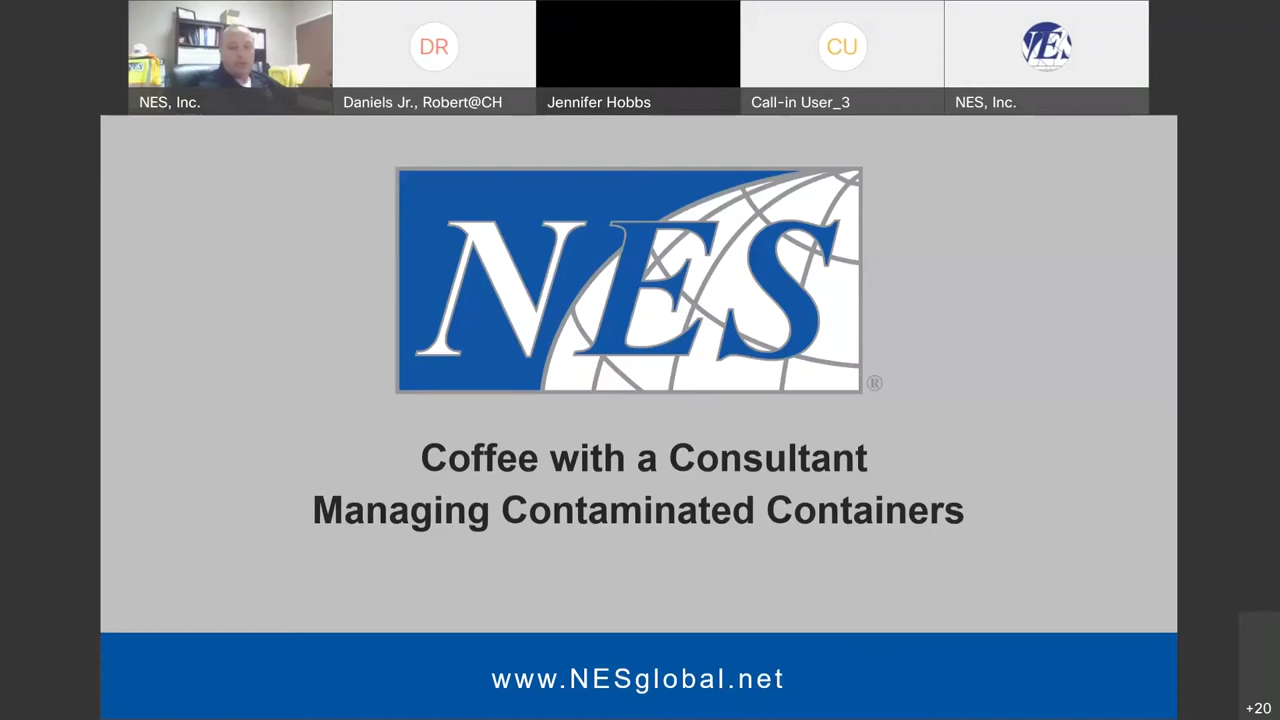 DR
CU
NES
NES, Inc.
Daniels Jr., Robert@CH
Jennifer Hobbs
Call-in User_3
NES, Inc.
NES
®
Coffee with a Consultant
Managing Contaminated Containers
www.NESglobal.net
+20